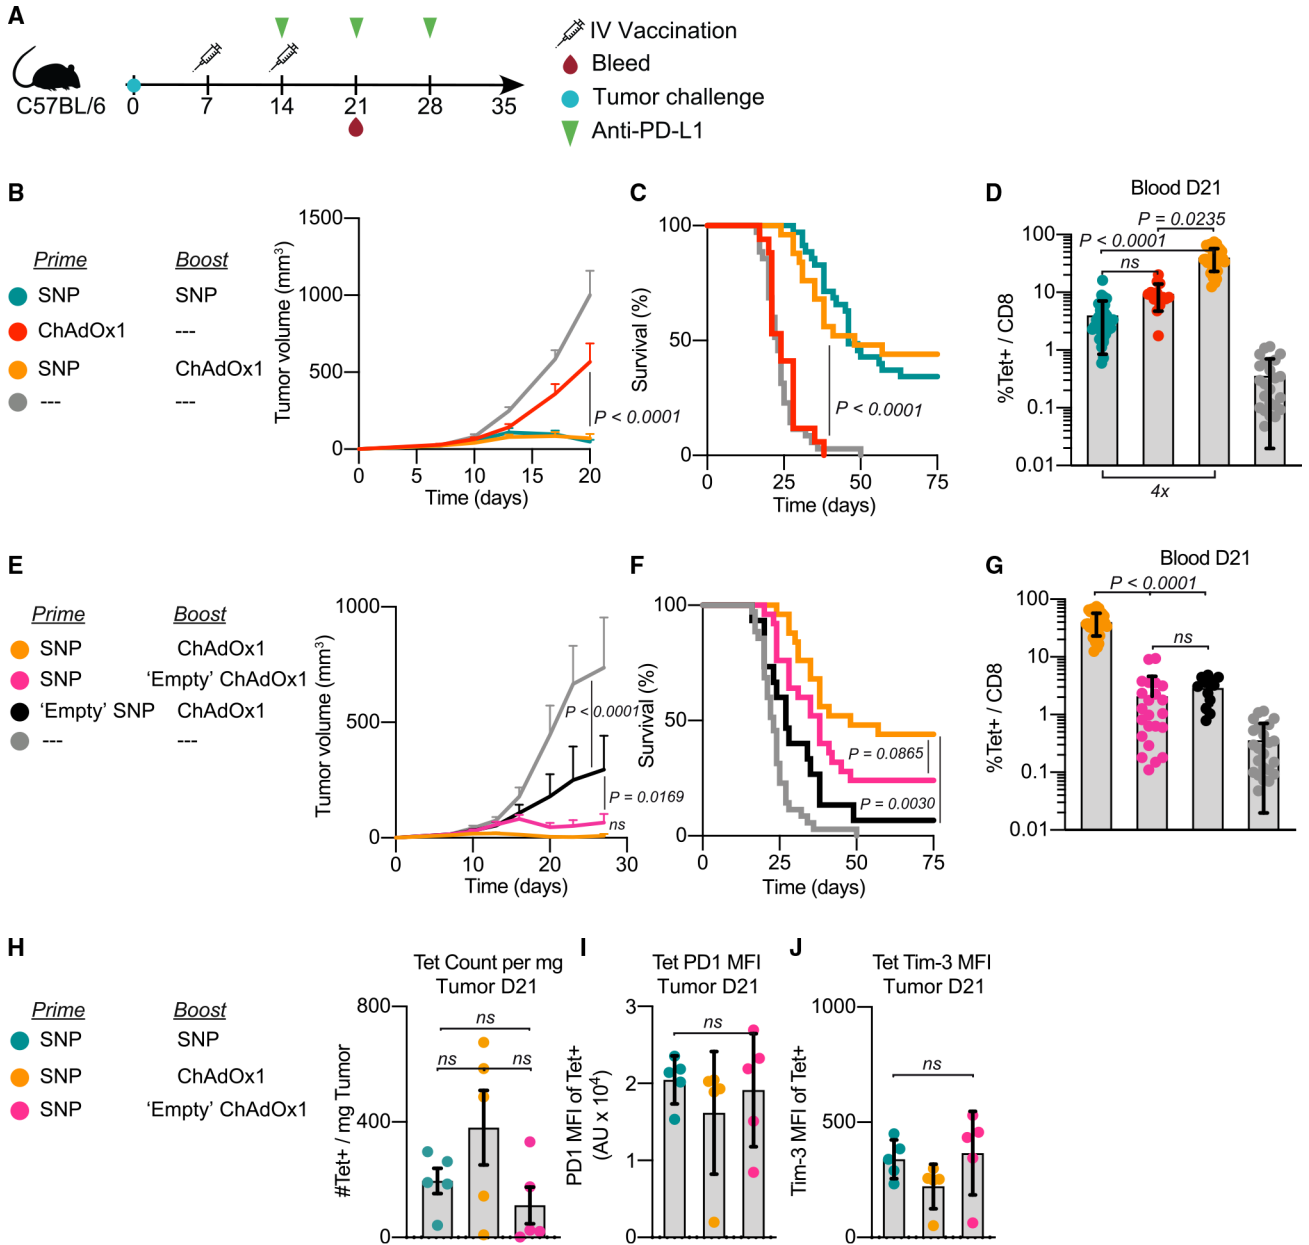 A
C57BL/6
0 7 14 21 28 35
IV Vaccination
Bleed
Tumor challenge
Anti-PD-L1
B
Prime Boost
SNP SNP
ChAdOx1 ---
SNP ChAdOx1
--- ---
Tumor volume (mm³)
1500
1000
500
0
0 5 10 15 20
Time (days)
P < 0.0001
C
Survival (%)
100
50
0
0 25 50 75
Time (days)
P < 0.0001
D
Blood D21
P = 0.0235
P < 0.0001
ns
%Tet+ / CD8
100
10
1
0.1
0.01
4x
E
Prime Boost
SNP ChAdOx1
SNP ‘Empty’ ChAdOx1
‘Empty’ SNP ChAdOx1
--- ---
Tumor volume (mm³)
1000
500
0
0 10 20 30
Time (days)
P < 0.0001
P = 0.0169
ns
F
Survival (%)
100
50
0
0 25 50 75
Time (days)
P = 0.0865
P = 0.0030
G
Blood D21
P < 0.0001
ns
%Tet+ / CD8
100
10
1
0.1
0.01
H
Prime Boost
SNP SNP
SNP ChAdOx1
SNP ‘Empty’ ChAdOx1
Tet Count per mg
Tumor D21
#Tet+ / mg Tumor
800
400
0
ns
ns ns
I
Tet PD1 MFI
Tumor D21
PD1 MFI of Tet+
(AU x 10⁴)
3
2
1
0
ns
J
Tet Tim-3 MFI
Tumor D21
Tim-3 MFI of Tet+
1000
500
0
ns